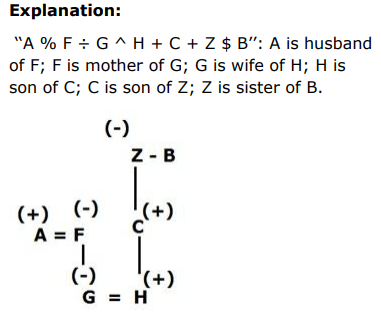 Explanation:
“A % F ÷ G ^ H + C + Z $ B”: A is husband
of F; F is mother of G; G is wife of H; H is
son of C; C is son of Z; Z is sister of B.
(-)
Z - B
(+) (-) (+)
A = F C
(-) (+)
G = H